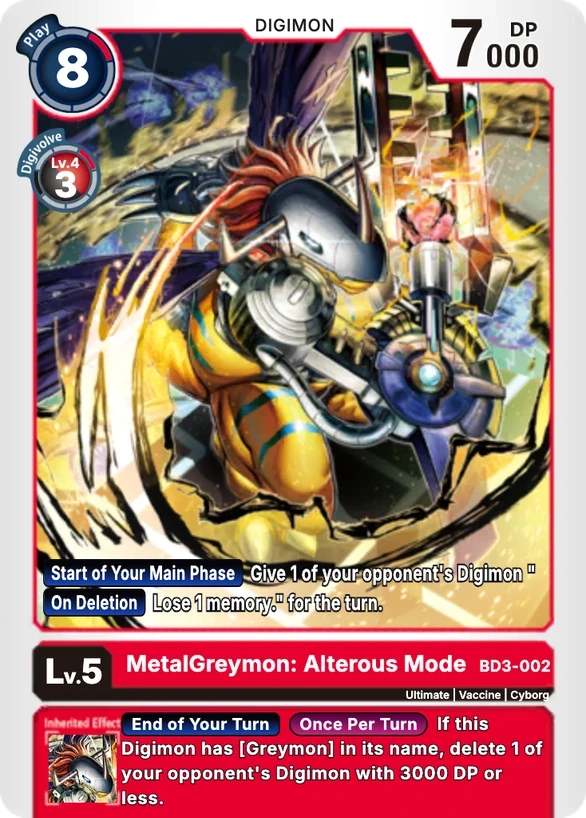 Play
DIGIMON
8
7000
DP
Digivolve
Lv.4
3
Start of Your Main Phase Give 1 of your opponent's Digimon "
On Deletion Lose 1 memory." for the turn.
Lv.5
MetalGreymon: Alterous Mode BD3-002
Ultimate | Vaccine | Cyborg
Inherited Effect
End of Your Turn Once Per Turn If this
Digimon has [Greymon] in its name, delete 1 of
your opponent's Digimon with 3000 DP or
less.